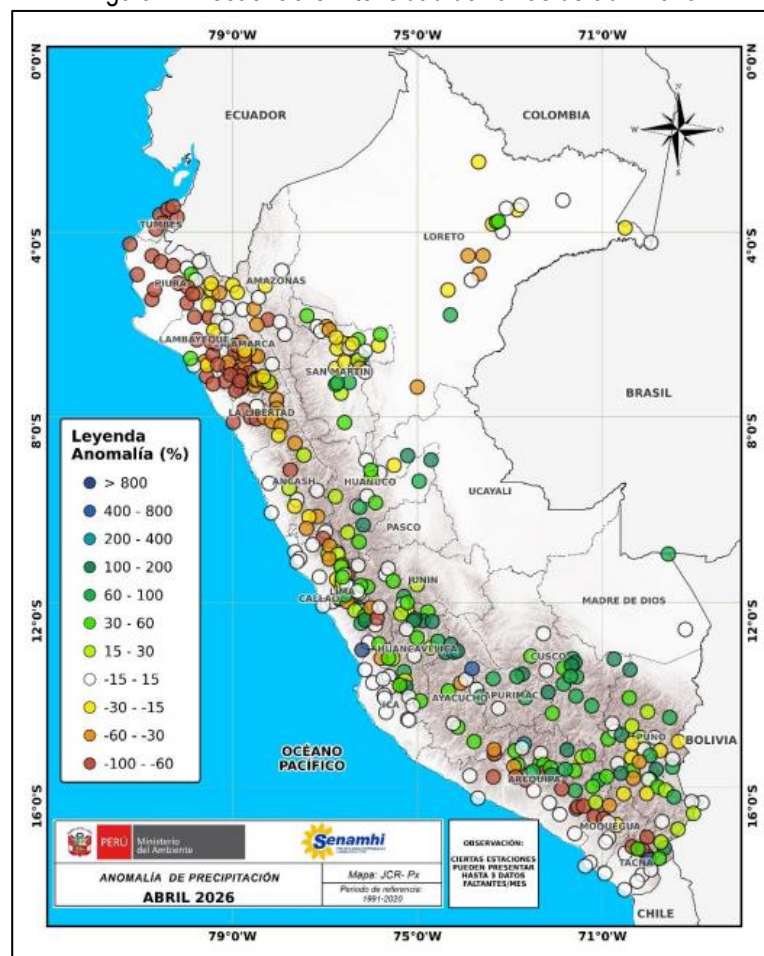 79°0'W 75°0'W 71°0'W
0°0'N
ECUADOR
COLOMBIA
N
W O
S
TUMBES
4°0'S 4°0'S
LORETO
PIURA
AMAZONAS
LAMBAYEQUE
AMARCA
SAN MARTIN
BRASIL
LA LIBERTAD
8°0'S 8°0'S
Leyenda
Anomalía (%)
> 800
400 - 800
200 - 400
100 - 200
60 - 100
30 - 60
15 - 30
-15 - 15
-30 - -15
-60 - -30
-100 - -60
ANCASH
HUANUCO
UCAYALI
PASCO
JUNIN
LIMA
CALLAO
MADRE DE DIOS
12°0'S 12°0'S
HUANCAVELICA
CUSCO
AYACUCHO
APURIMAC
ICA
PUNO
BOLIVIA
OCÉANO
PACÍFICO
AREQUIPA
16°0'S 16°0'S
MOQUEGUA
TACNA
CHILE
PERÚ
Ministerio
del Ambiente
Senamhi
ANOMALÍA DE PRECIPITACIÓN
ABRIL 2026
Mapa: JCR- Px
Periodo de referencia:
1991-2020
OBSERVACIÓN:
CIERTAS ESTACIONES
PUEDEN PRESENTAR
HASTA 3 DATOS
FALTANTES/MES
79°0'W 75°0'W 71°0'W